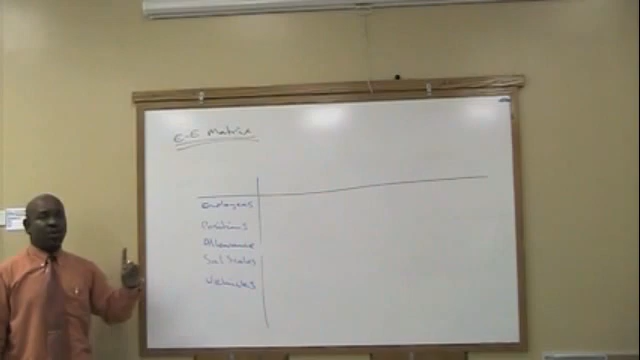 E-E Matrix
Employees
Positions
Allowance
Sal Scales
Vehicles